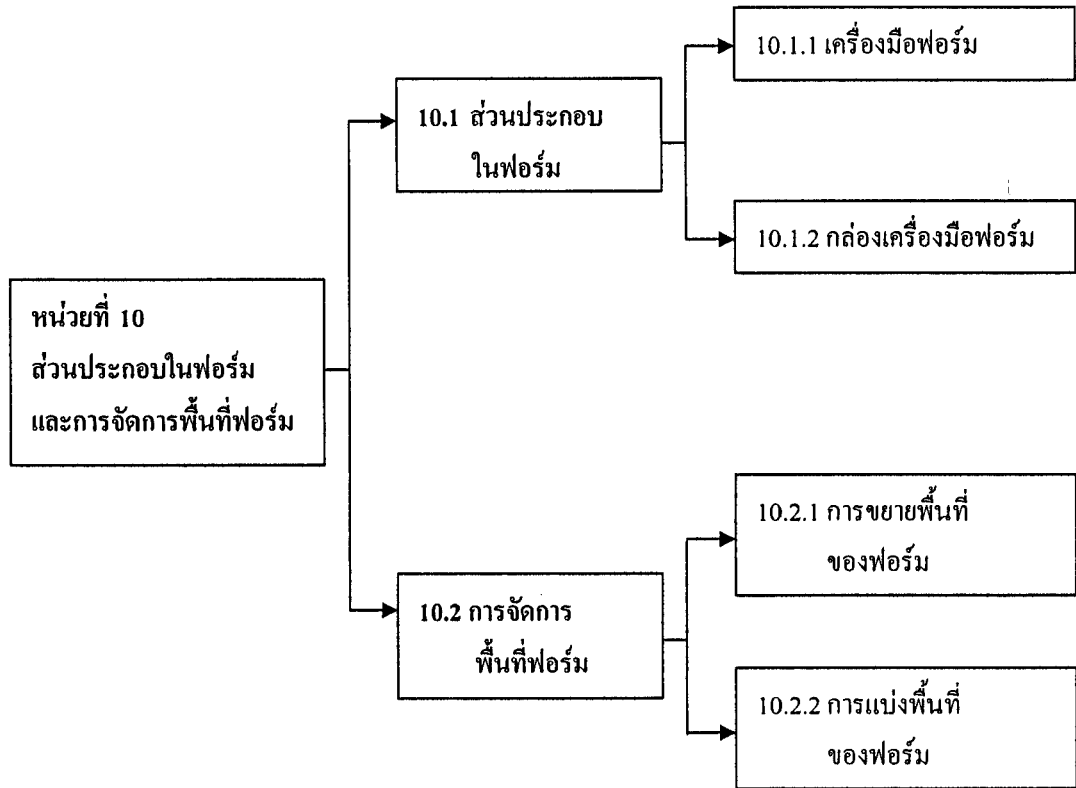 หน่วยที่ 10
ส่วนประกอบในฟอร์ม
และการจัดการพื้นที่ฟอร์ม
10.1 ส่วนประกอบ
ในฟอร์ม
10.1.1 เครื่องมือฟอร์ม
10.1.2 กล่องเครื่องมือฟอร์ม
10.2 การจัดการ
พื้นที่ฟอร์ม
10.2.1 การขยายพื้นที่
ของฟอร์ม
10.2.2 การแบ่งพื้นที่
ของฟอร์ม